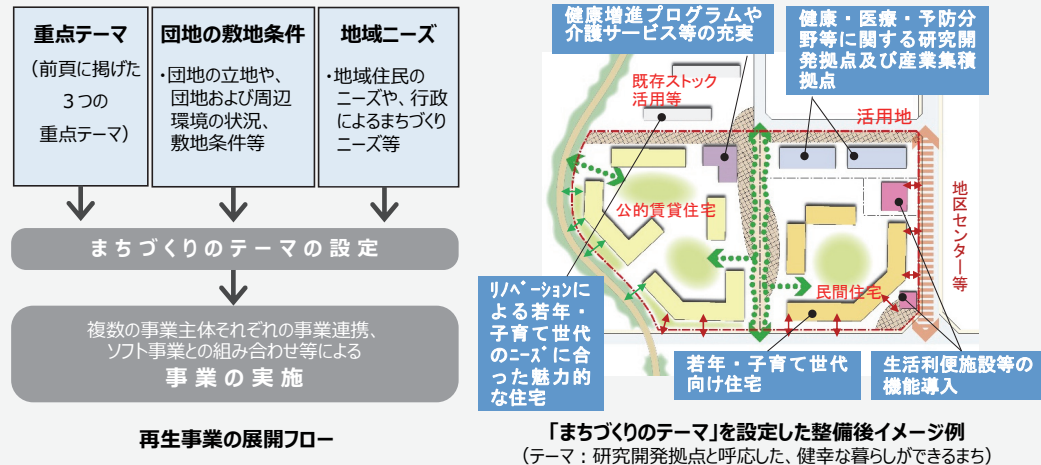 重点テーマ
(前頁に掲げた
３つの
重点テーマ)
団地の敷地条件
・団地の立地や、
団地および周辺
環境の状況、
敷地条件等
地域ニーズ
・地域住民の
ニーズや、行政
によるまちづくり
ニーズ等
まちづくりのテーマの設定
複数の事業主体それぞれの事業連携、
ソフト事業との組み合わせ等による
事業の実施
再生事業の展開フロー
健康増進プログラムや
介護サービス等の充実
健康・医療・予防分
野等に関する研究開
発拠点及び産業集積
拠点
既存ストック
活用等
活用地
公的賃貸住宅
地区センター等
民間住宅
ﾘﾉﾍﾞｰｼｮﾝに
よる若年・
子育て世代
のﾆｰｽﾞに合
った魅力的
な住宅
若年・子育て世代
向け住宅
生活利便施設等の
機能導入
「まちづくりのテーマ」を設定した整備後イメージ例
(テーマ：研究開発拠点と呼応した、健幸な暮らしができるまち)